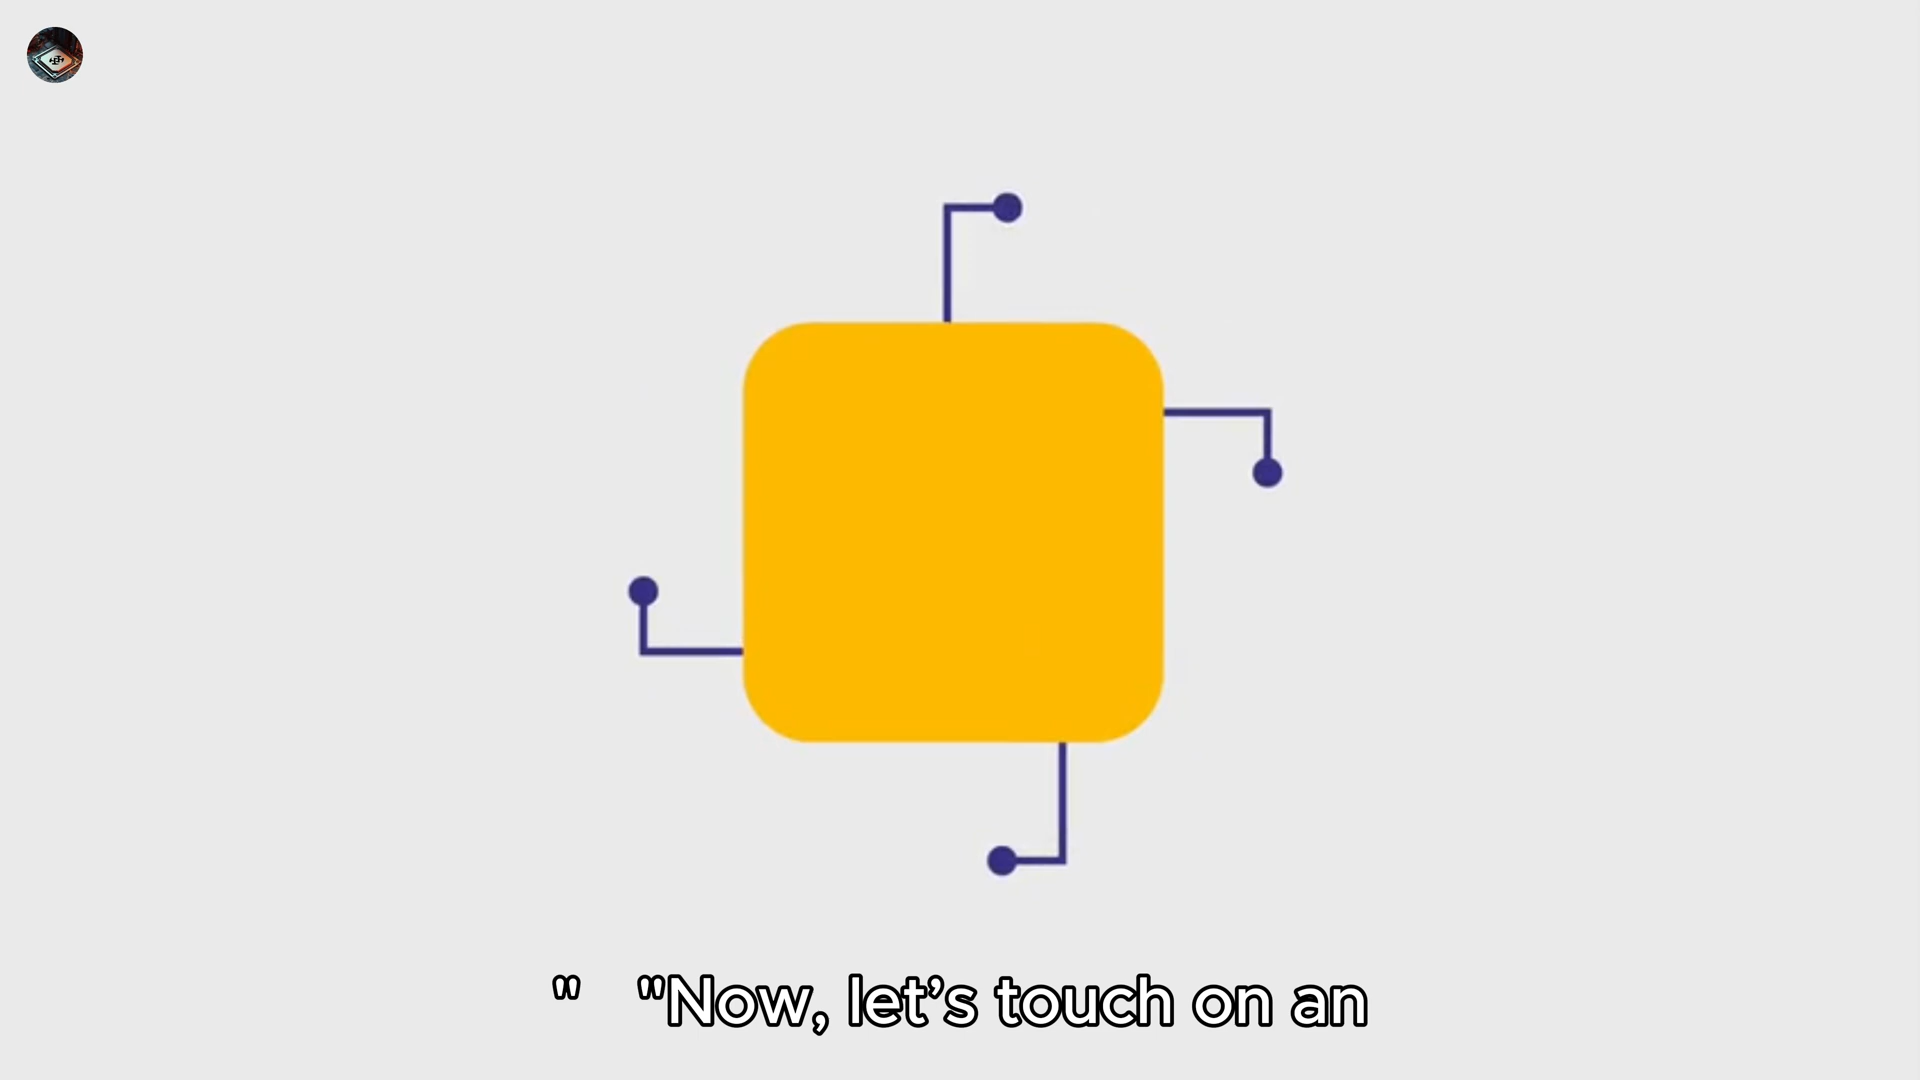 " "Now, let’s touch on an